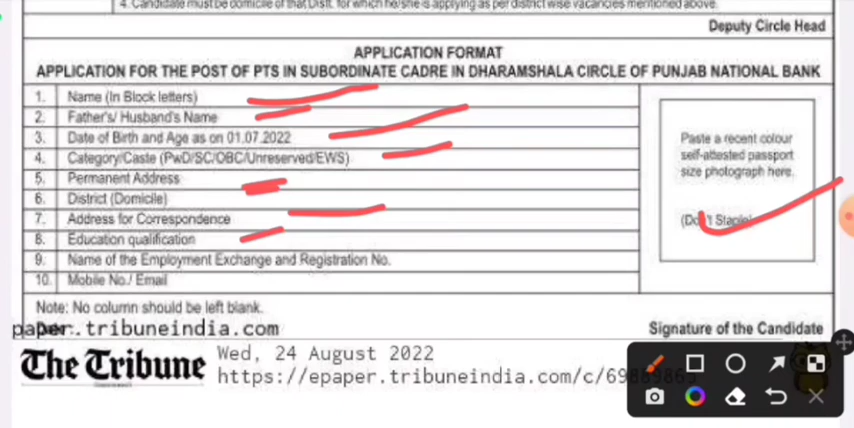 4. Candidate must be domicile of that Distt. for which he/she is applying as per district wise vacancies mentioned above.
Deputy Circle Head
APPLICATION FORMAT
APPLICATION FOR THE POST OF PTS IN SUBORDINATE CADRE IN DHARAMSHALA CIRCLE OF PUNJAB NATIONAL BANK
1. Name (In Block letters)
2. Father's/ Husband's Name
3. Date of Birth and Age as on 01.07.2022
4. Category/Caste (PwD/SC/OBC/Unreserved/EWS)
5. Permanent Address
6. District (Domicile)
7. Address for Correspondence
8. Education qualification
9. Name of the Employment Exchange and Registration No.
10. Mobile No./ Email
Paste a recent colour
self-attested passport
size photograph here.
(Don't Staple)
Note: No column should be left blank.
paper.tribuneindia.com
Signature of the Candidate
The Tribune
Wed, 24 August 2022
https://epaper.tribuneindia.com/c/69889865